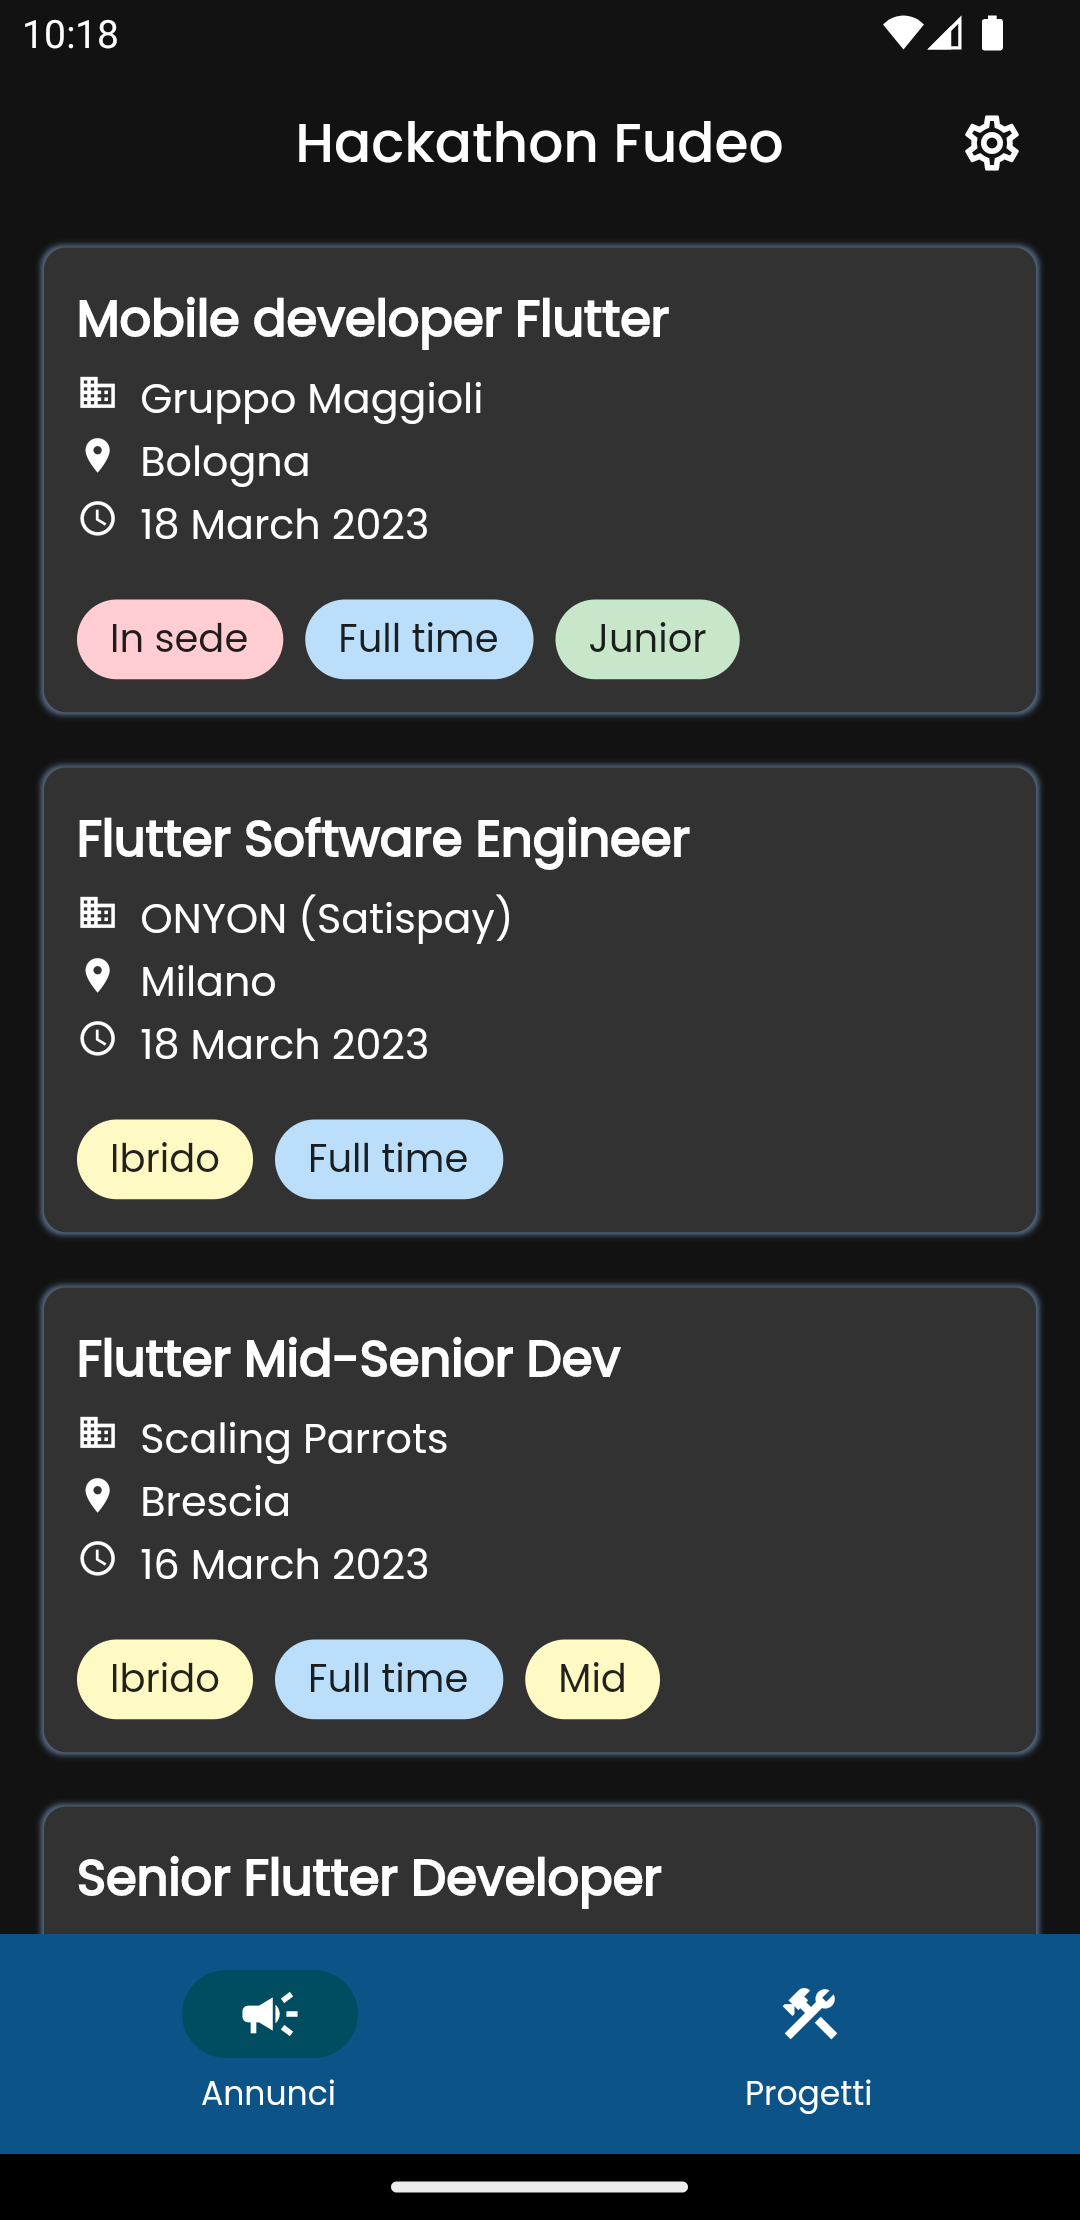 10:18
Hackathon Fudeo
Mobile developer Flutter
Gruppo Maggioli
Bologna
18 March 2023
In sede Full time Junior
Flutter Software Engineer
ONYON (Satispay)
Milano
18 March 2023
Ibrido Full time
Flutter Mid-Senior Dev
Scaling Parrots
Brescia
16 March 2023
Ibrido Full time Mid
Senior Flutter Developer
Annunci Progetti